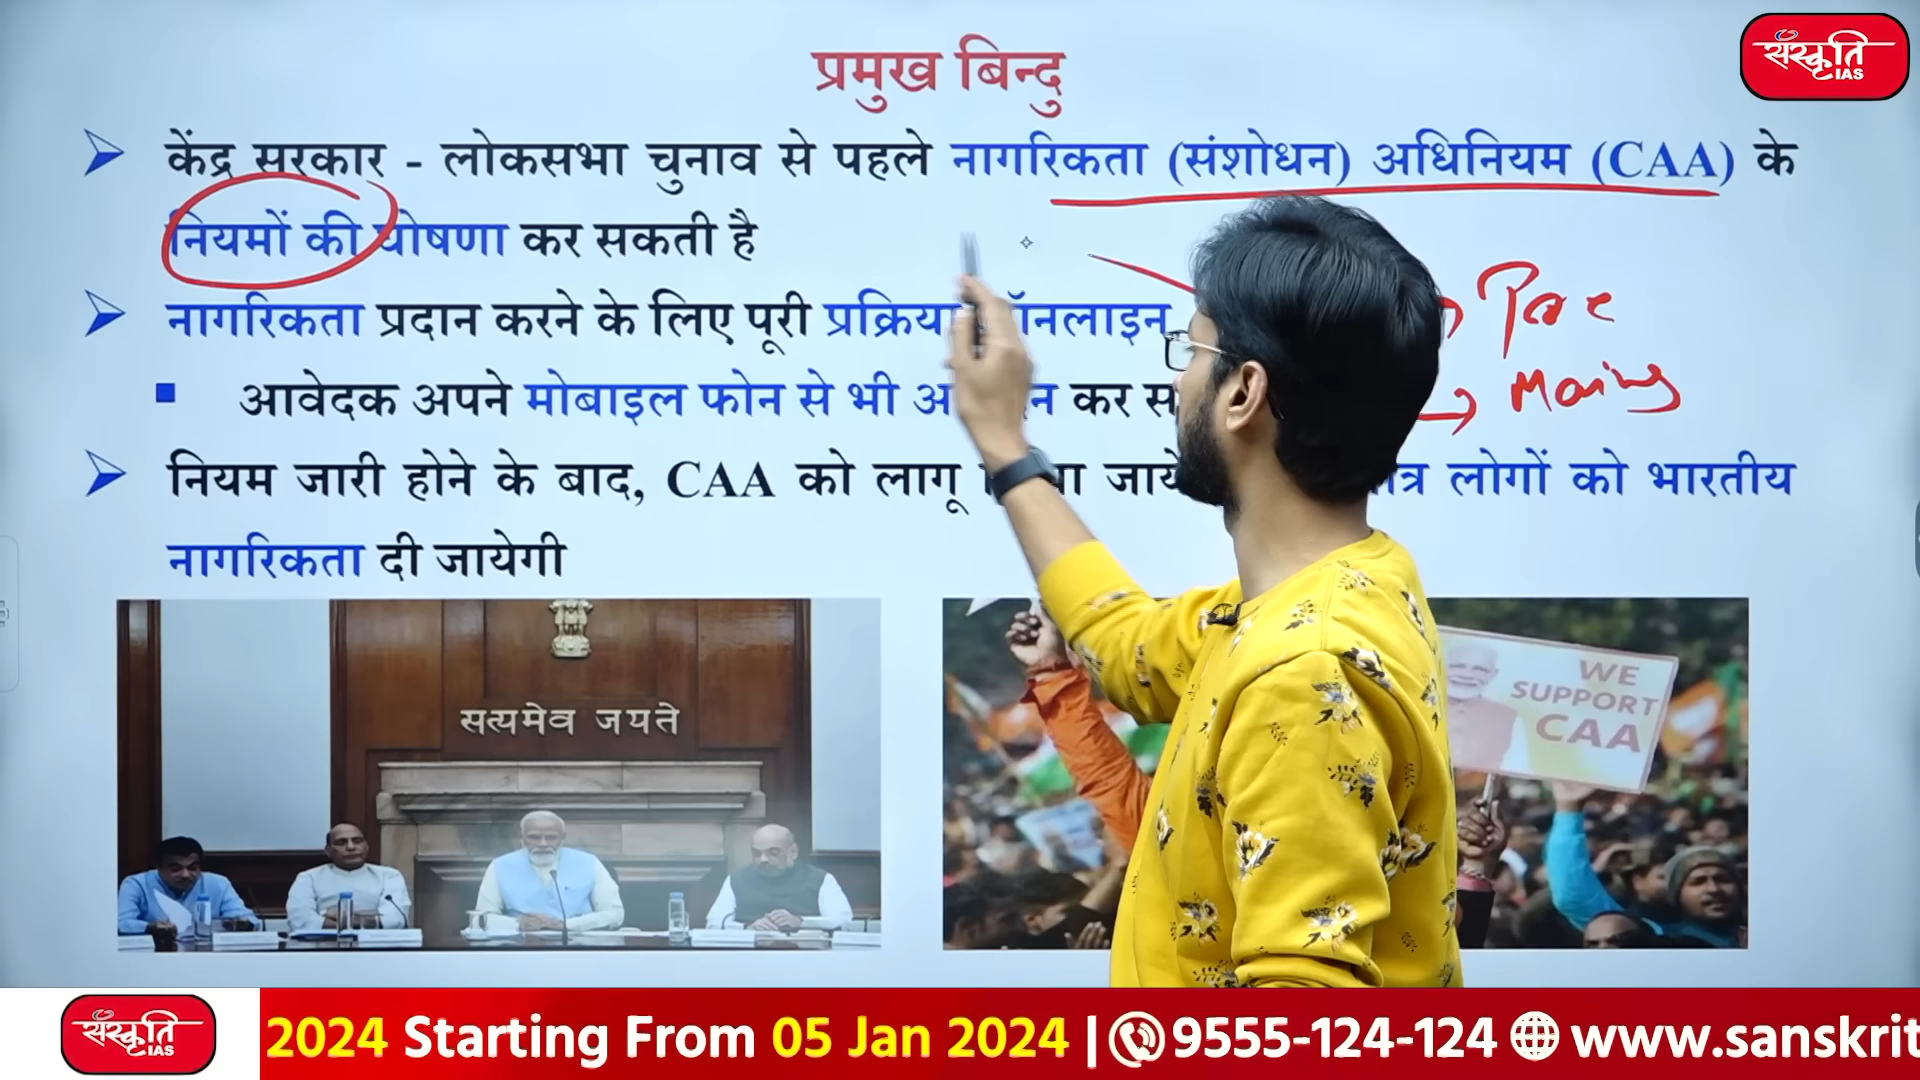 प्रमुख बिन्दु
संस्कृति
IAS
केंद्र सरकार - लोकसभा चुनाव से पहले नागरिकता (संशोधन) अधिनियम (CAA) के
नियमों की घोषणा कर सकती है
नागरिकता प्रदान करने के लिए पूरी प्रक्रिया ऑनलाइन
Pre
आवेदक अपने मोबाइल फोन से भी कर
Mains
नियम जारी होने के बाद, CAA को लागू लोगों को भारतीय
नागरिकता दी जायेगी
सत्यमेव जयते
WE
SUPPORT
CAA
संस्कृति
IAS
2024 Starting From 05 Jan 2024 | 9555-124-124 www.sanskrit